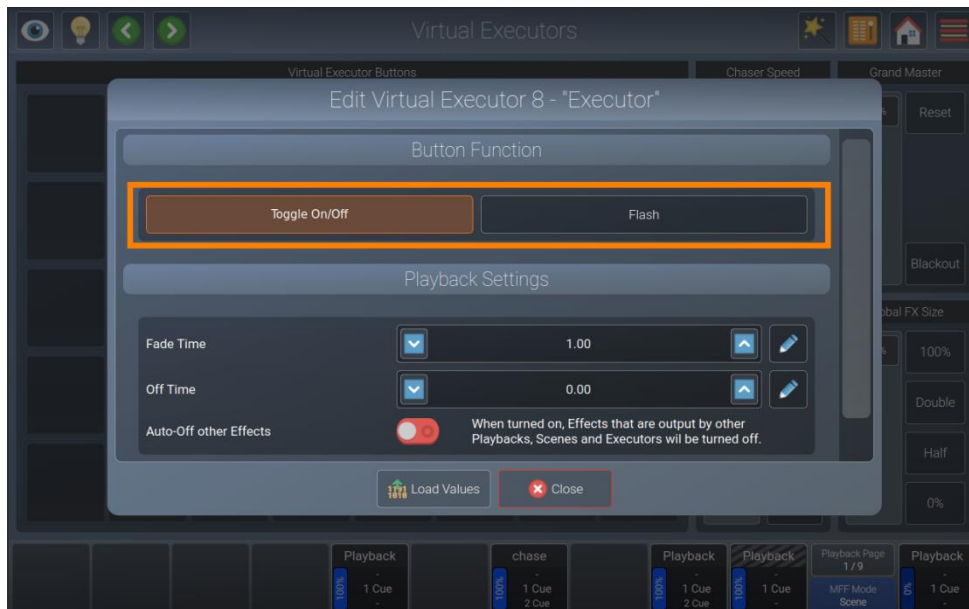 Virtual Executors
Virtual Executor Buttons
Chaser Speed
Grand Master
Edit Virtual Executor 8 - "Executor"
Reset
Button Function
Toggle On/Off
Flash
Blackout
Playback Settings
obal FX Size
Fade Time
1.00
100%
Off Time
0.00
Double
Auto-Off other Effects
When turned on, Effects that are output by other
Playbacks, Scenes and Executors wil be turned off.
Half
Load Values
Close
0%
Playback
100%
-
1 Cue
-
chase
100%
-
1 Cue
2 Cue
Playback
100%
-
1 Cue
2 Cue
Playback
100%
-
1 Cue
-
Playback Page
1 / 9
MFF Mode
Scene
Playback
0%
-
1 Cue
-